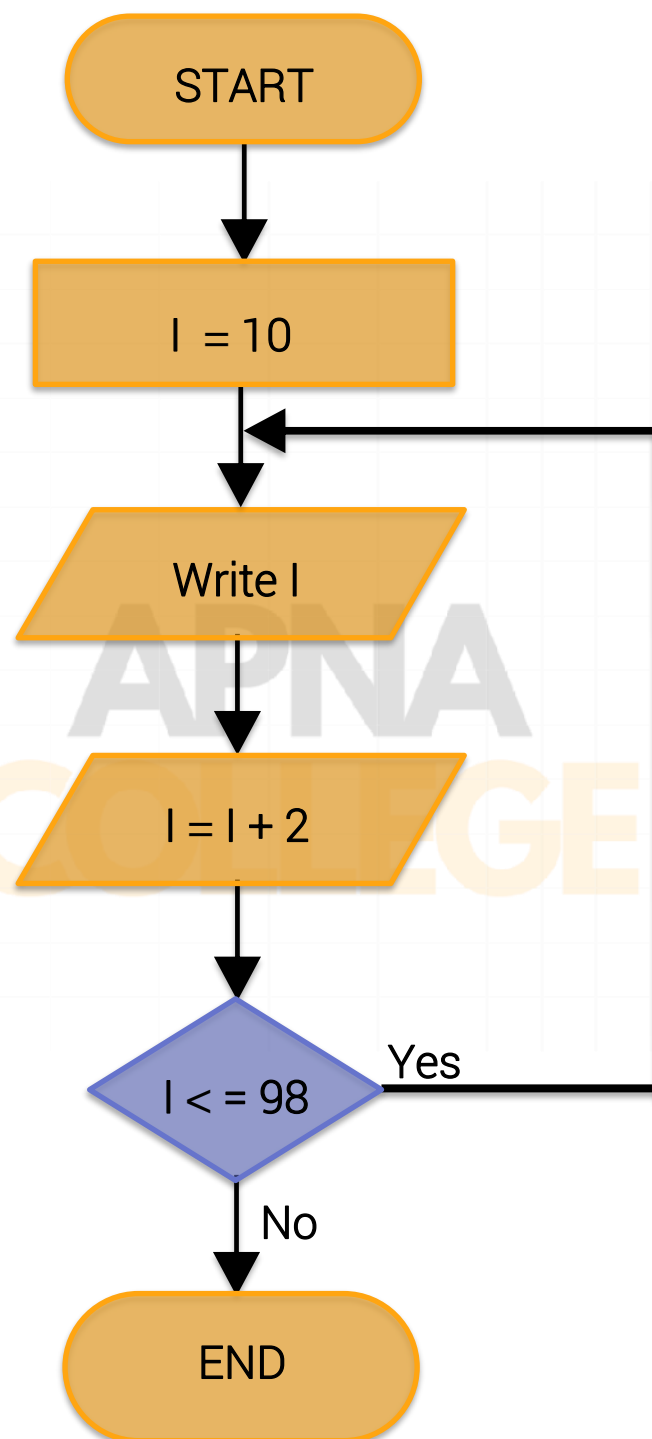 START
I = 10
Write I
APNA
I = I + 2
COLLEGE
I < = 98
Yes
No
END